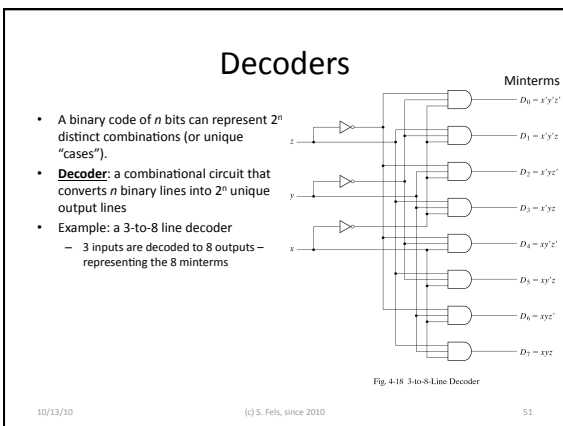 Decoders
Minterms
• A binary code of n bits can represent 2ⁿ
distinct combinations (or unique
"cases").
• Decoder: a combinational circuit that
converts n binary lines into 2ⁿ unique
output lines
• Example: a 3-to-8 line decoder
– 3 inputs are decoded to 8 outputs –
representing the 8 minterms
z
y
x
D₀ = x'y'z'
D₁ = x'y'z
D₂ = x'yz'
D₃ = x'yz
D₄ = xy'z'
D₅ = xy'z
D₆ = xyz'
D₇ = xyz
Fig. 4-18 3-to-8-Line Decoder
10/13/10
(c) S. Fels, since 2010
51